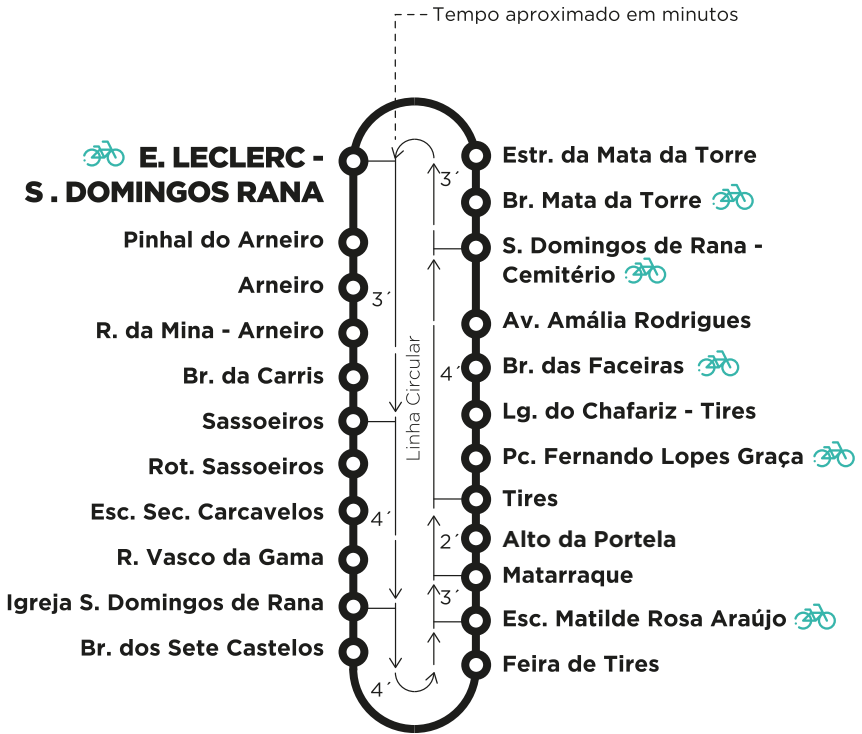 Tempo aproximado em minutos
E. LECLERC -
S . DOMINGOS RANA
Pinhal do Arneiro
Arneiro
R. da Mina - Arneiro
Br. da Carris
Sassoeiros
Rot. Sassoeiros
Esc. Sec. Carcavelos
R. Vasco da Gama
Igreja S. Domingos de Rana
Br. dos Sete Castelos
3´
4´
4´
Linha Circular
3´
4´
2´
3´
Estr. da Mata da Torre
Br. Mata da Torre
S. Domingos de Rana -
Cemitério
Av. Amália Rodrigues
Br. das Faceiras
Lg. do Chafariz - Tires
Pc. Fernando Lopes Graça
Tires
Alto da Portela
Matarraque
Esc. Matilde Rosa Araújo
Feira de Tires